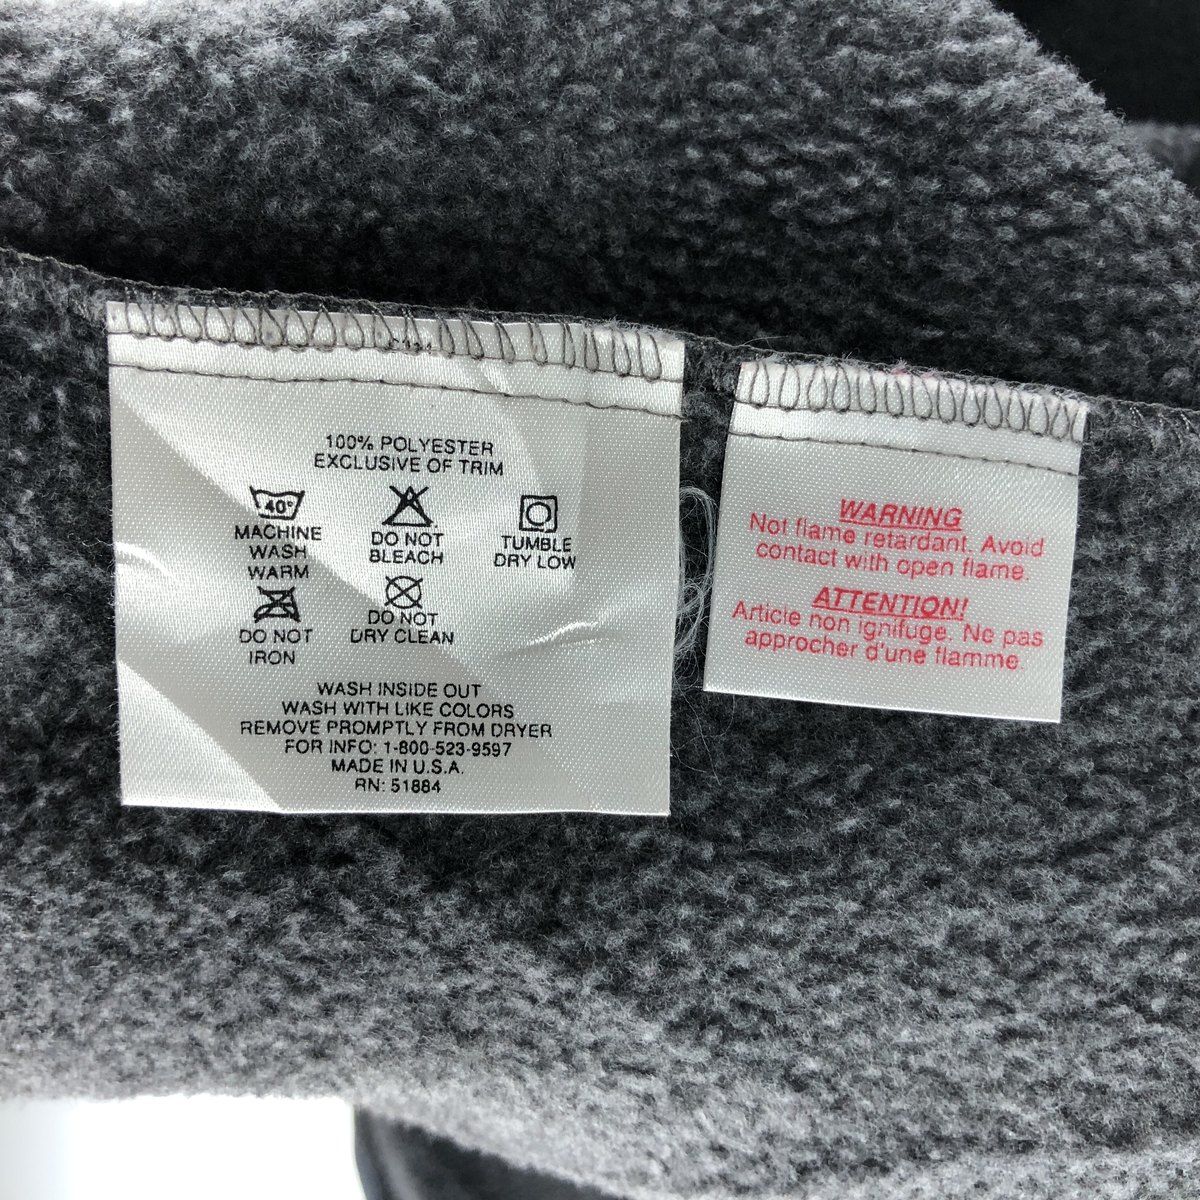 100% POLYESTER
EXCLUSIVE OF TRIM
40°
MACHINE
WASH
WARM
DO NOT
BLEACH
TUMBLE
DRY LOW
DO NOT
IRON
DO NOT
DRY CLEAN
WASH INSIDE OUT
WASH WITH LIKE COLORS
REMOVE PROMPTLY FROM DRYER
FOR INFO: 1-800-523-9597
MADE IN U.S.A.
RN: 51884
WARNING
Not flame retardant. Avoid
contact with open flame.
ATTENTION!
Article non ignifuge. Ne pas
approcher d'une flamme.